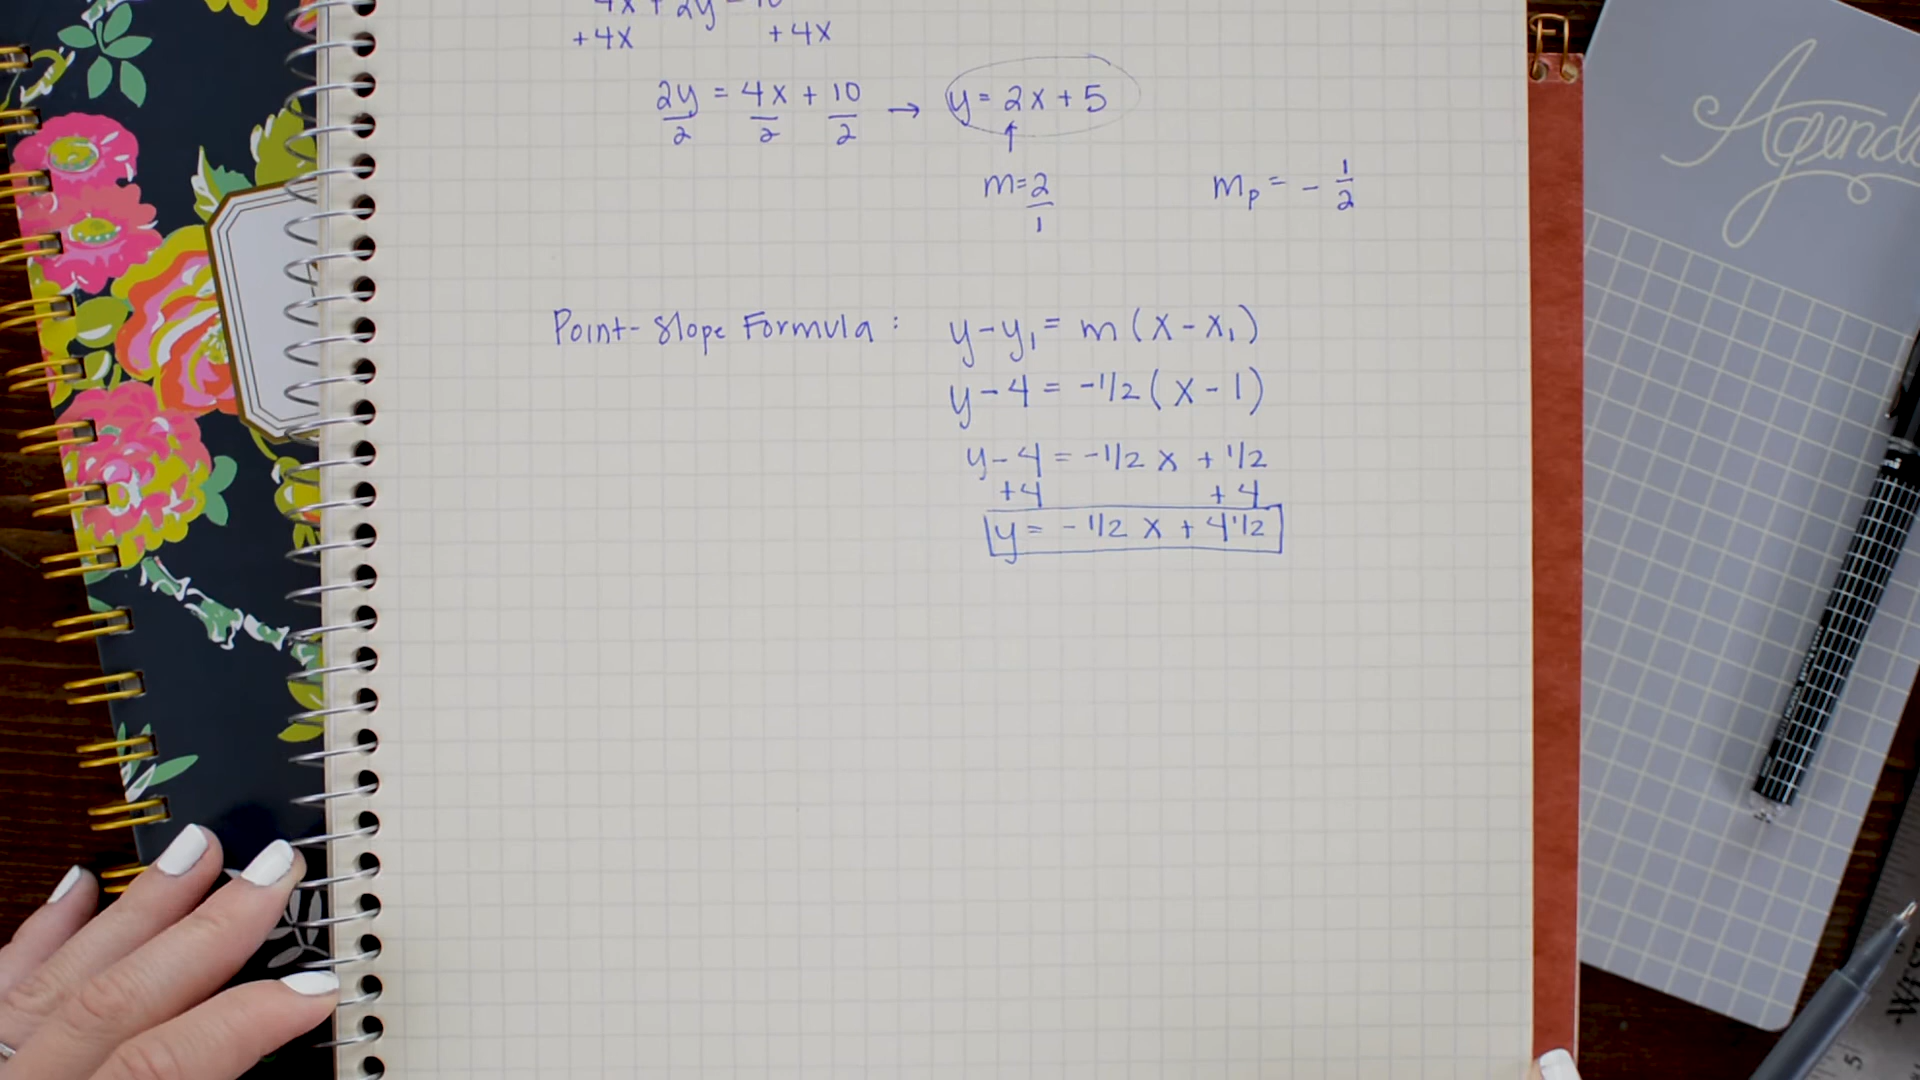 +4x +4x
2y = 4x + 10 → y = 2x + 5
2 2 2 ↑
m = 2/1 mp = - 1/2
Point-Slope Formula : y - y₁ = m (x - x₁)
y - 4 = -1/2 ( x - 1)
y - 4 = -1/2 x + 1/2
+4 + 4
y = - 1/2 x + 4 1/2
Agenda
5